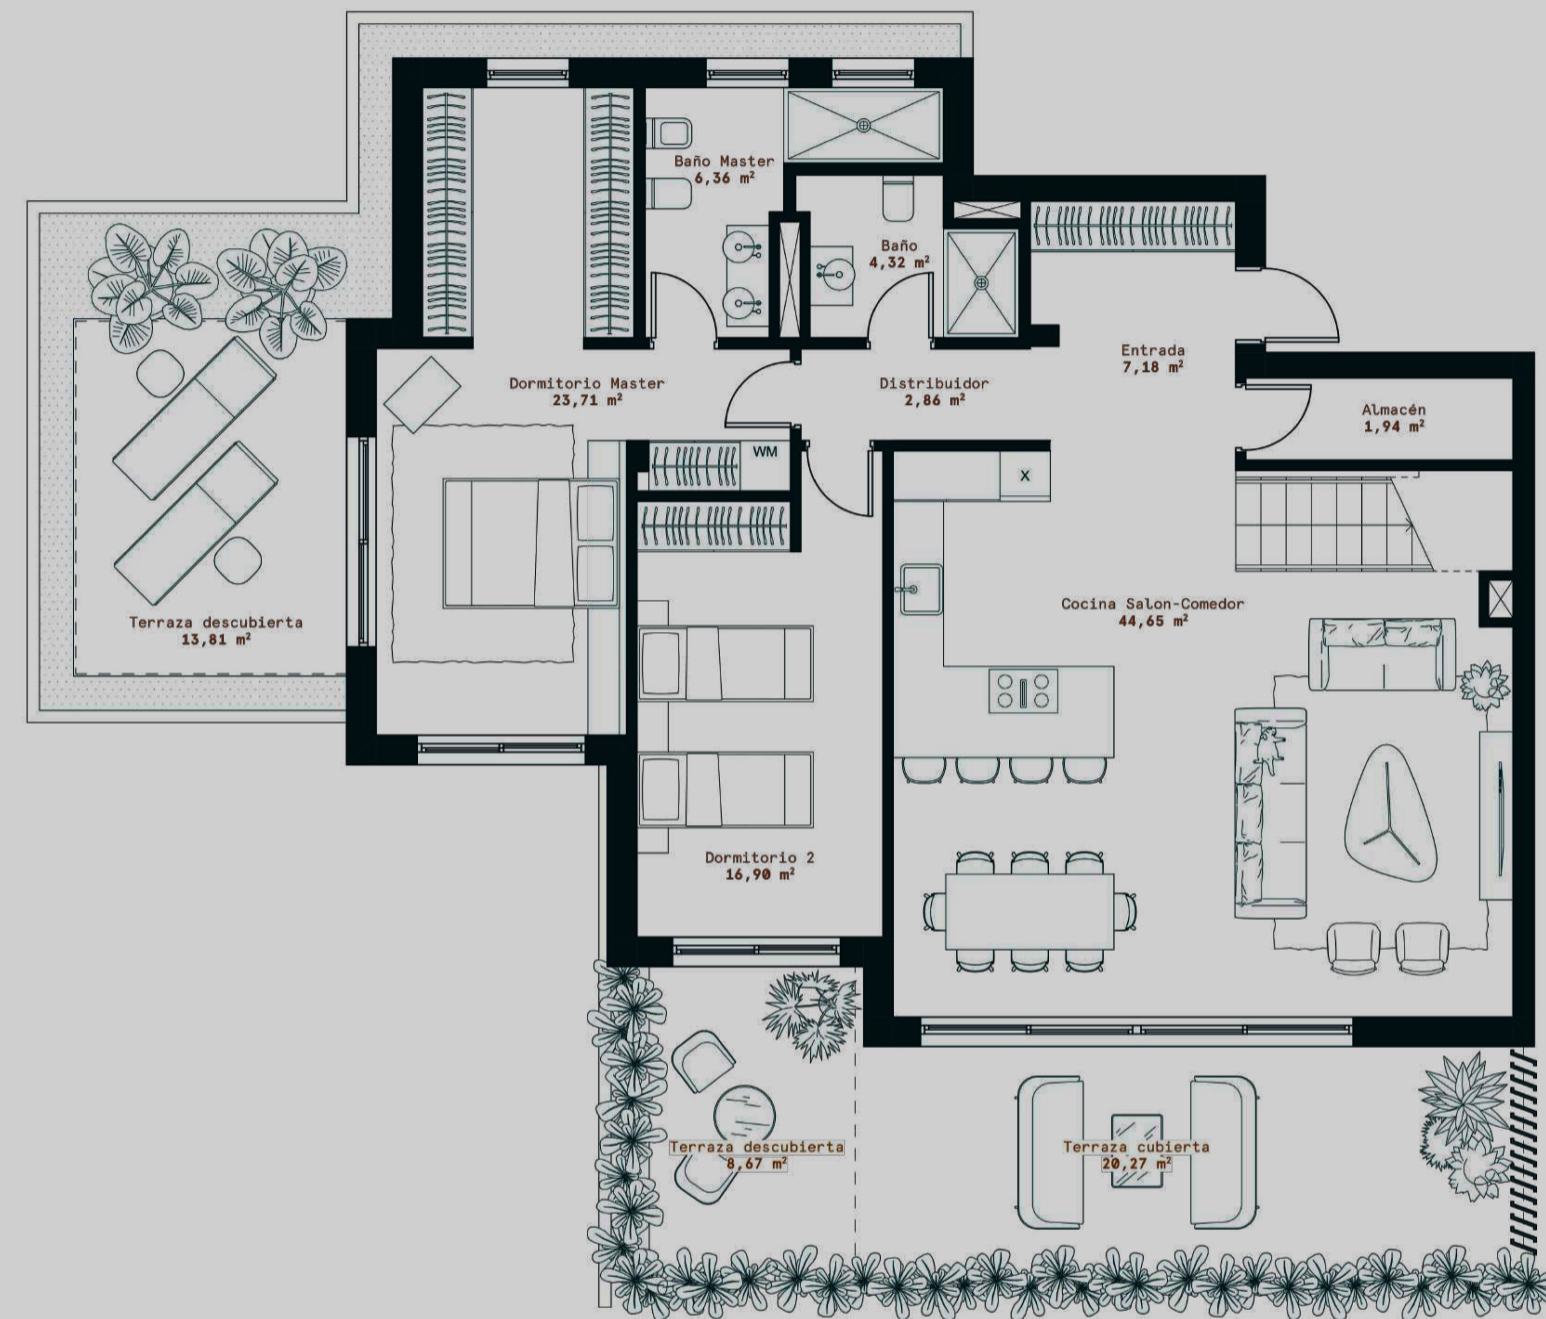 Baño Master
6,36 m²
Baño
4,32 m²
Entrada
7,18 m²
Dormitorio Master
23,71 m²
Distribuidor
2,86 m²
Almacén
1,94 m²
WM
X
Terraza descubierta
13,81 m²
Cocina Salon-Comedor
44,65 m²
Dormitorio 2
16,90 m²
Terraza descubierta
8,67 m²
Terraza cubierta
20,27 m²